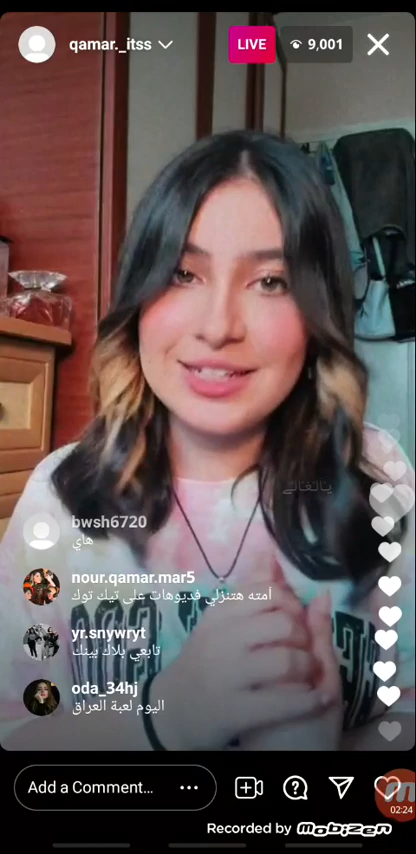 qamar._itss
LIVE
9,001
bwsh6720
هاي
nour.qamar.mar5
أمته هتنزلي فديوهات على تيك توك
yr.snywryt
تابعي بلاك بينك
oda_34hj
اليوم لعبة العراق
Add a Comment...
02:24
Recorded by Mobizen